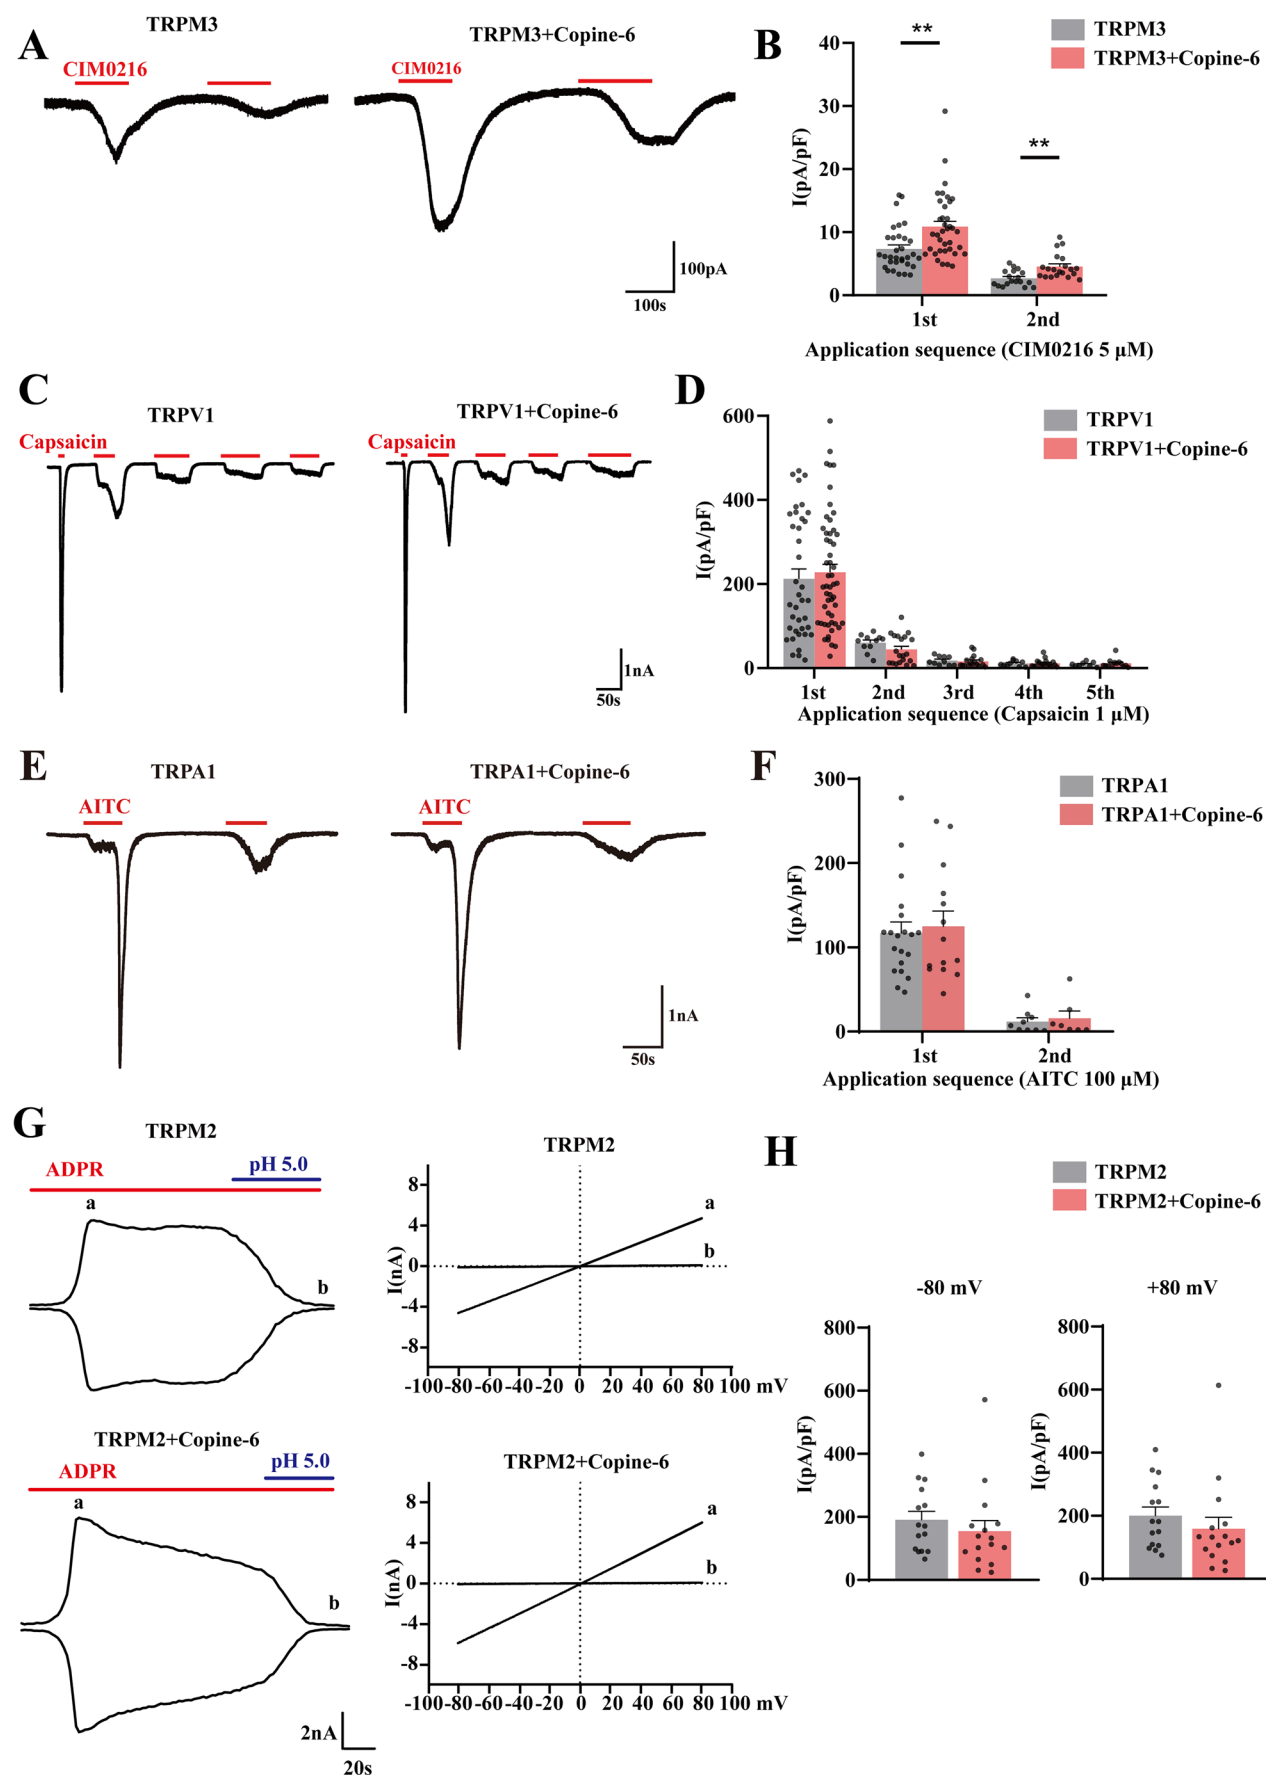 A
TRPM3
CIM0216
TRPM3+Copine-6
CIM0216
100pA
100s
B
TRPM3
TRPM3+Copine-6
**
**
I(pA/pF)
40
30
20
10
0
1st 2nd
Application sequence (CIM0216 5 μM)
C
TRPV1
Capsaicin
TRPV1+Copine-6
Capsaicin
1nA
50s
D
TRPV1
TRPV1+Copine-6
I(pA/pF)
600
400
200
0
1st 2nd 3rd 4th 5th
Application sequence (Capsaicin 1 μM)
E
TRPA1
AITC
TRPA1+Copine-6
AITC
1nA
50s
F
TRPA1
TRPA1+Copine-6
I(pA/pF)
300
200
100
0
1st 2nd
Application sequence (AITC 100 μM)
G
TRPM2
ADPR
pH 5.0
a
b
TRPM2
I(nA)
8
4
0
-4
-8
a
b
-100 -80 -60 -40 -20 0 20 40 60 80 100 mV
TRPM2+Copine-6
ADPR
pH 5.0
a
b
2nA
20s
TRPM2+Copine-6
I(nA)
8
4
0
-4
-8
a
b
-100 -80 -60 -40 -20 0 20 40 60 80 100 mV
H
TRPM2
TRPM2+Copine-6
-80 mV
I(pA/pF)
800
600
400
200
0
+80 mV
I(pA/pF)
800
600
400
200
0